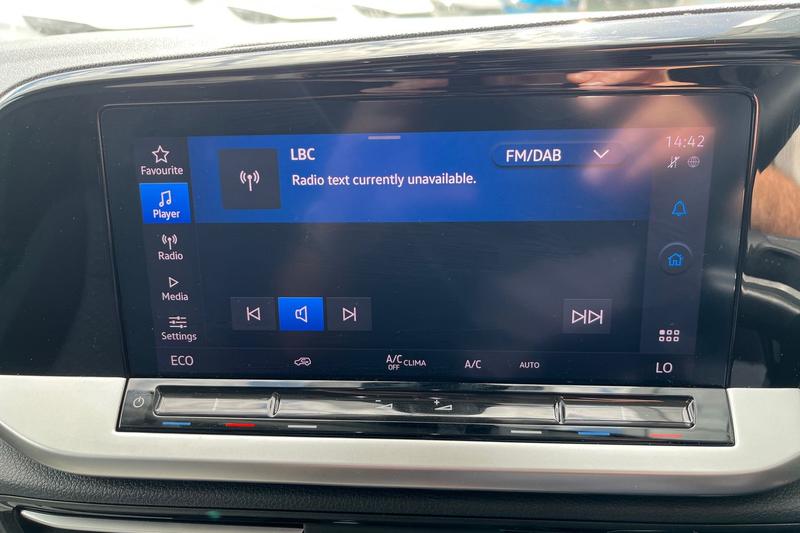 LBC
FM/DAB
14:42
Favourite
Radio text currently unavailable.
Player
Radio
Media
Settings
ECO
A/C OFF CLIMA
A/C
AUTO
LO
- +